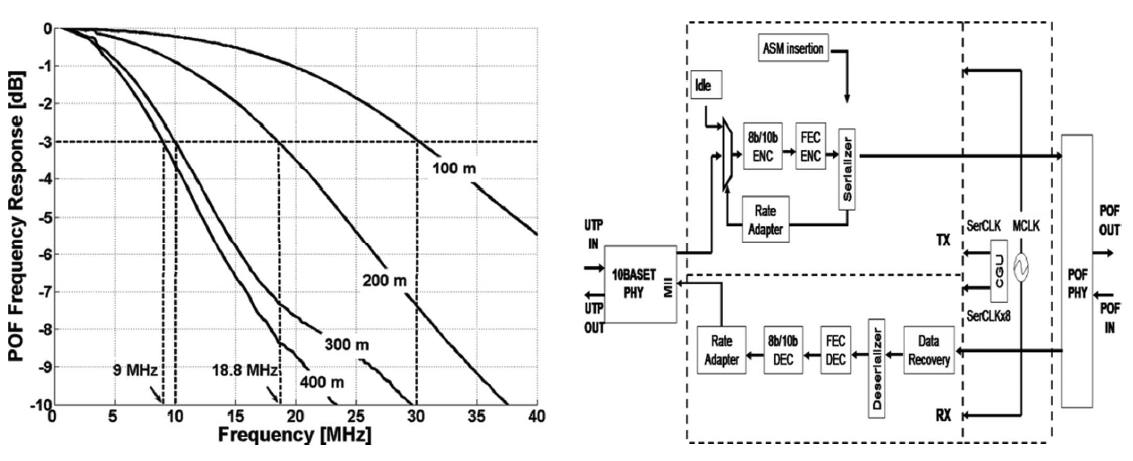 POF Frequency Response [dB]
0
-1
-2
-3
-4
-5
-6
-7
-8
-9
-10
100 m
200 m
300 m
400 m
9 MHz
18.8 MHz
0 5 10 15 20 25 30 35 40
Frequency [MHz]
ASM insertion
Idle
8b/10b
ENC
FEC
ENC
Serializer
Rate
Adapter
UTP
IN
UTP
OUT
10BASET
PHY
MII
TX
SerCLK
MCLK
CGU
SerCLKx8
POF
PHY
POF
OUT
POF
IN
Rate
Adapter
8b/10b
DEC
FEC
DEC
Deserializer
Data
Recovery
RX